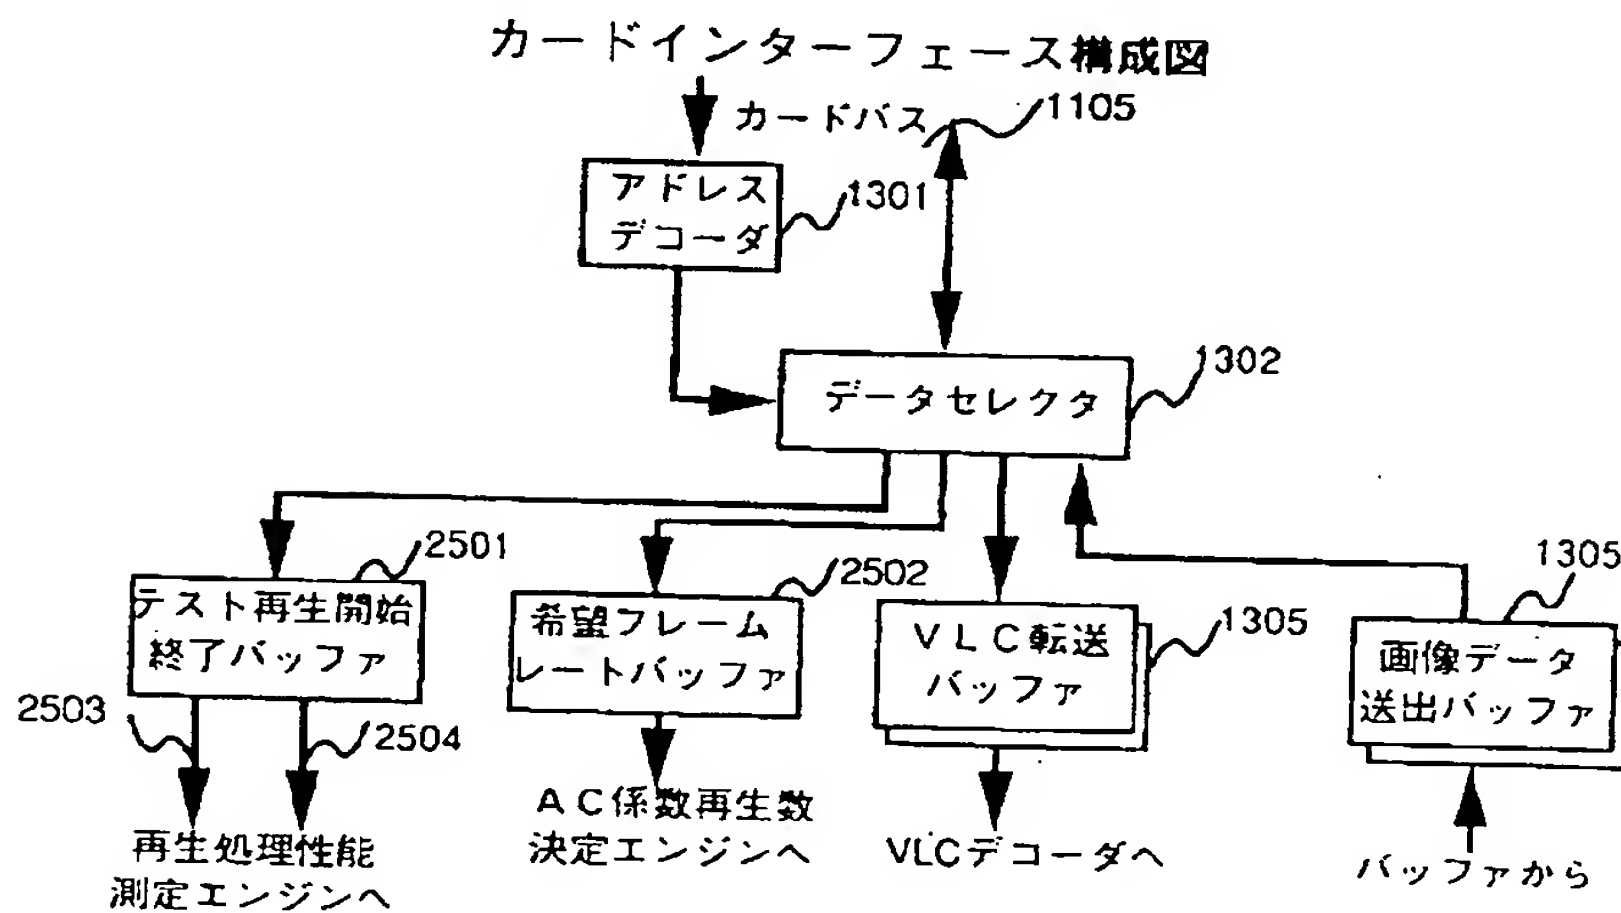 カードインターフェース構成図
カードバス
1105
アドレス
デコーダ
1301
データセレクタ
1302
テスト再生開始
終了バッファ
2501
希望フレーム
レートバッファ
2502
VLC転送
バッファ
1305
画像データ
送出バッファ
1305
2503
2504
再生処理性能
測定エンジンへ
AC係数再生数
決定エンジンへ
VLCデコーダへ
バッファから